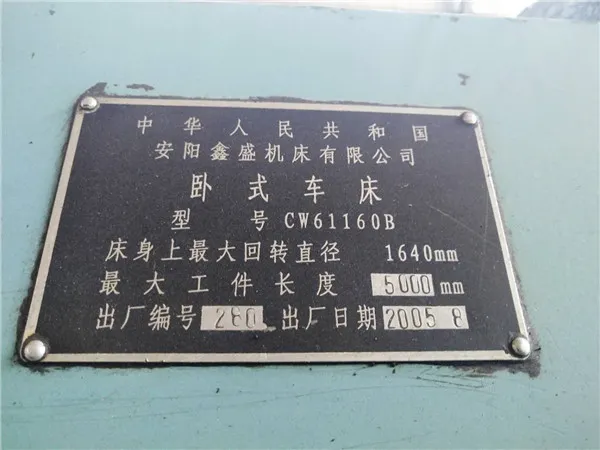 中华人民共和国
安阳鑫盛机床有限公司
卧式车床
型 号 CW61160B
床身上最大回转直径 1640mm
最大工件长度 5000 mm
出厂编号 280 出厂日期 2005 8